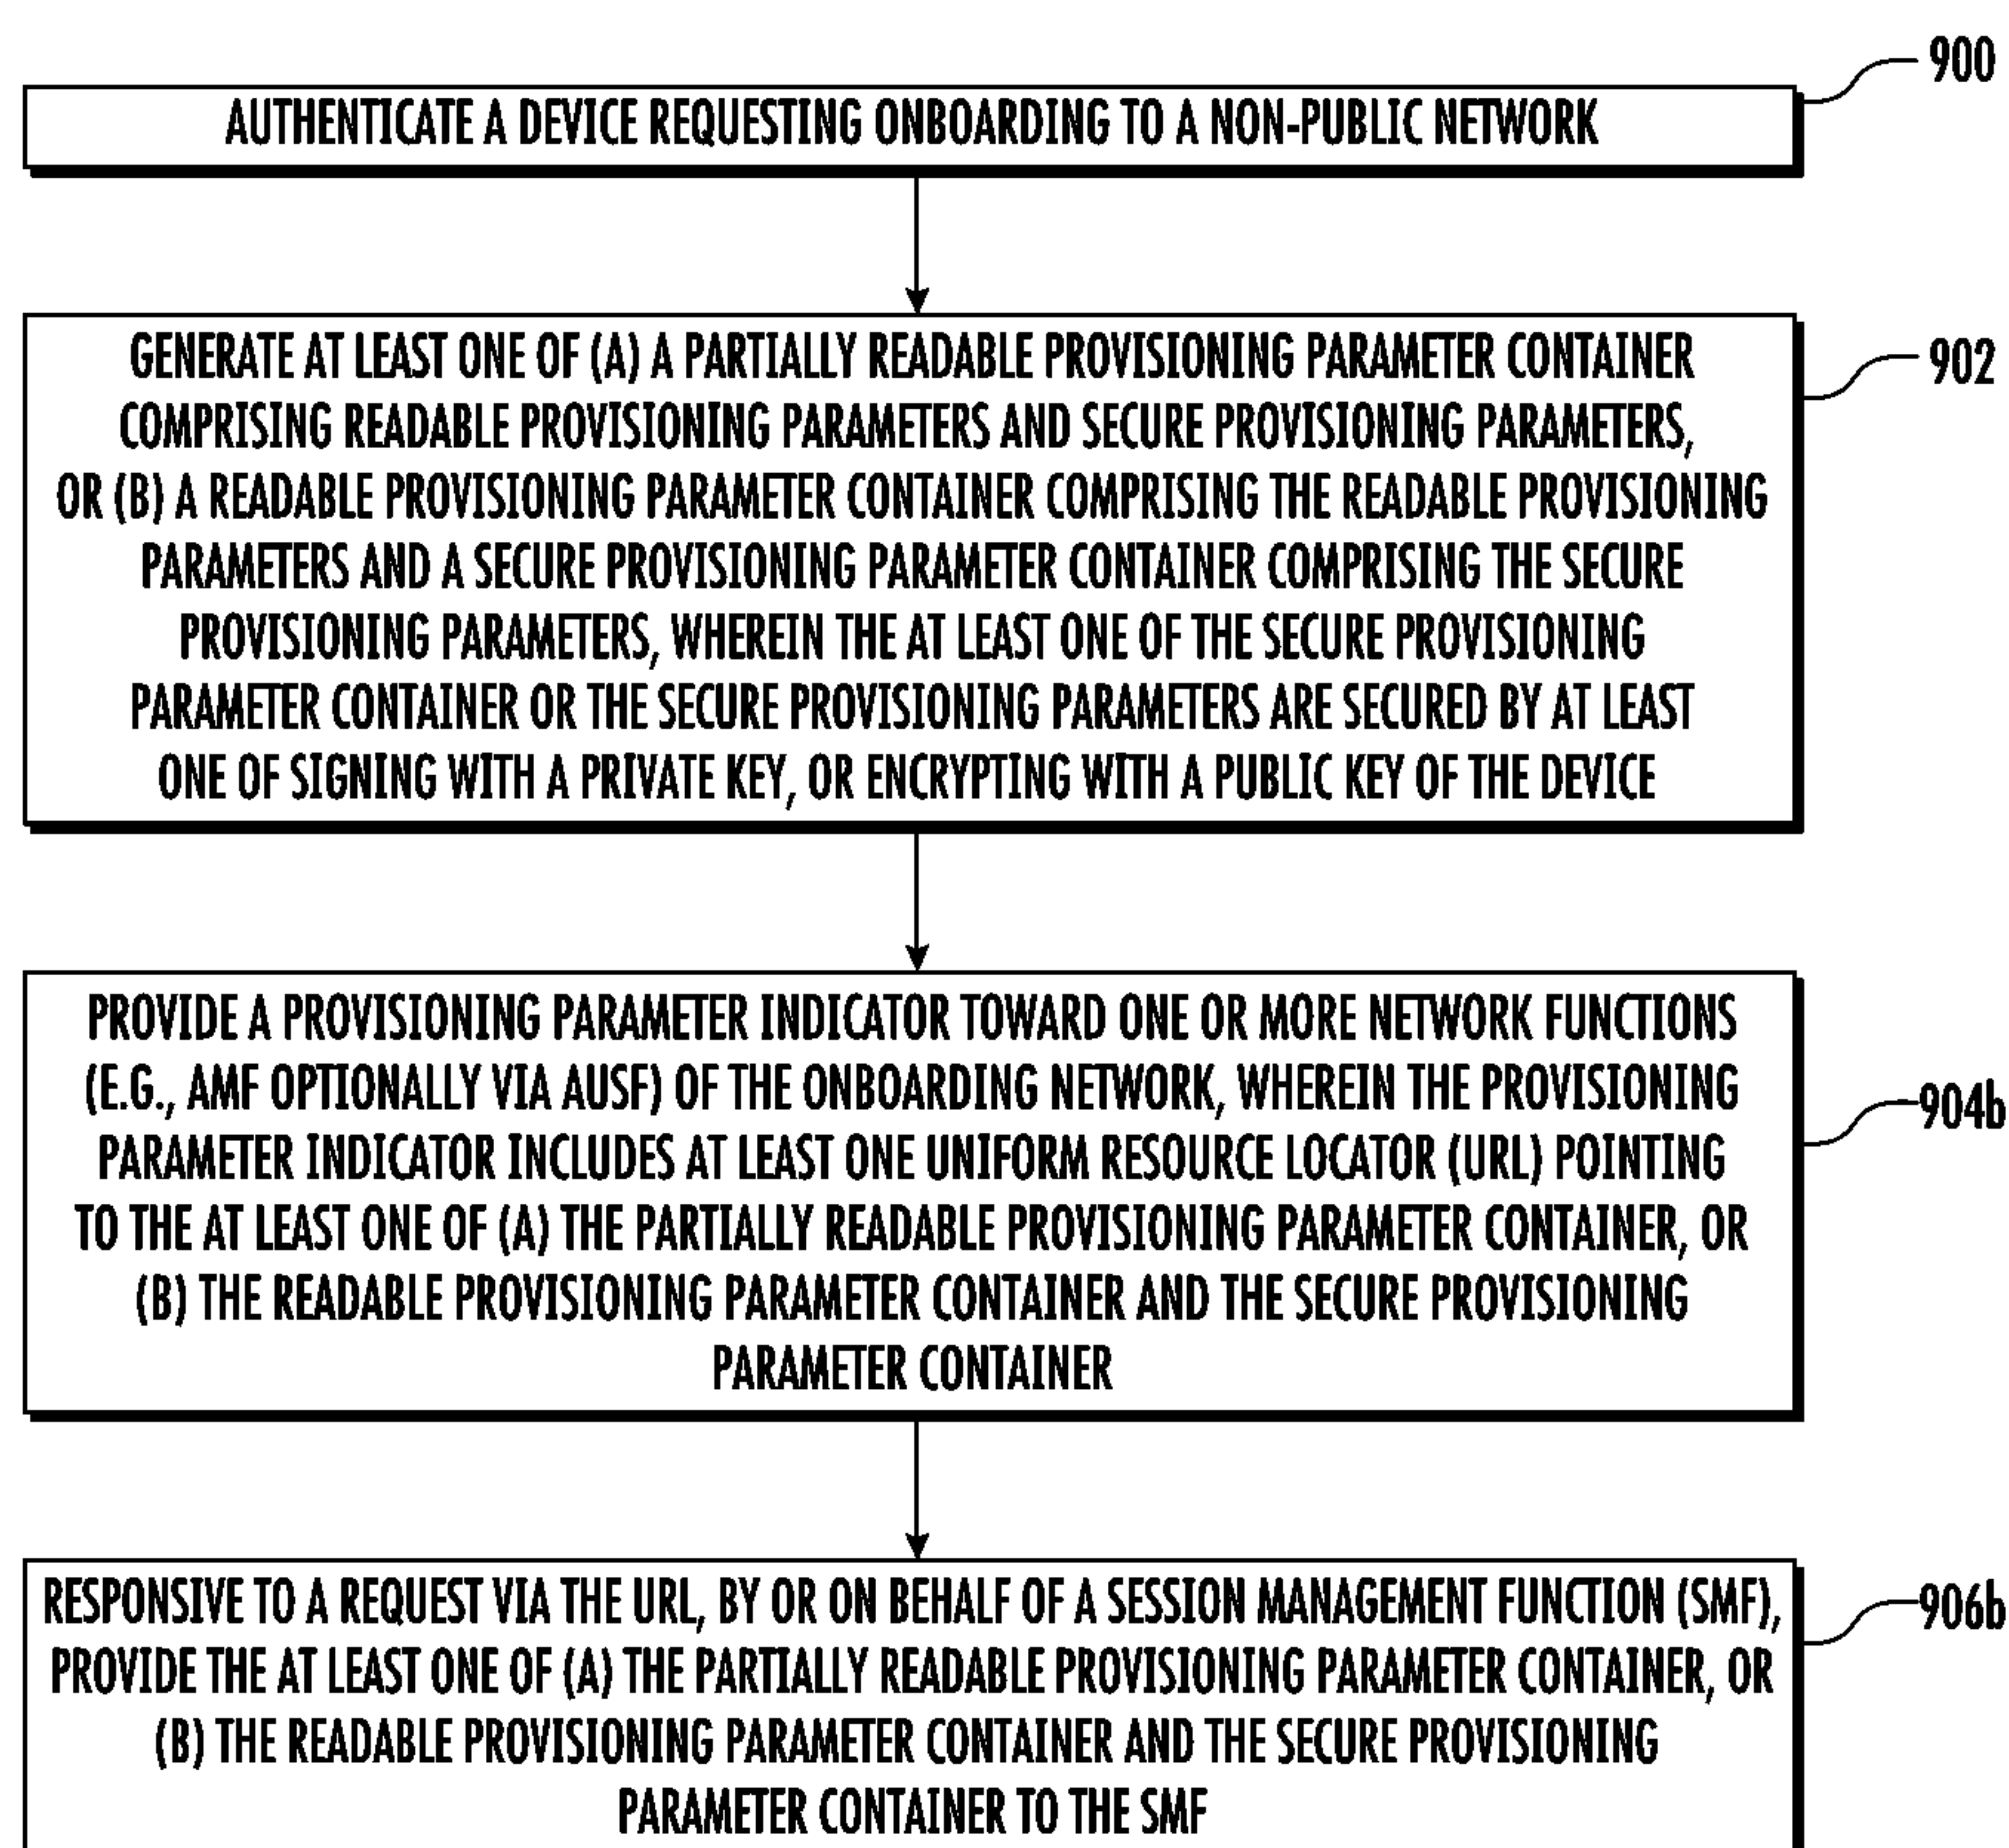 900
AUTHENTICATE A DEVICE REQUESTING ONBOARDING TO A NON-PUBLIC NETWORK
902
GENERATE AT LEAST ONE OF (A) A PARTIALLY READABLE PROVISIONING PARAMETER CONTAINER
COMPRISING READABLE PROVISIONING PARAMETERS AND SECURE PROVISIONING PARAMETERS,
OR (B) A READABLE PROVISIONING PARAMETER CONTAINER COMPRISING THE READABLE PROVISIONING
PARAMETERS AND A SECURE PROVISIONING PARAMETER CONTAINER COMPRISING THE SECURE
PROVISIONING PARAMETERS, WHEREIN THE AT LEAST ONE OF THE SECURE PROVISIONING
PARAMETER CONTAINER OR THE SECURE PROVISIONING PARAMETERS ARE SECURED BY AT LEAST
ONE OF SIGNING WITH A PRIVATE KEY, OR ENCRYPTING WITH A PUBLIC KEY OF THE DEVICE
PROVIDE A PROVISIONING PARAMETER INDICATOR TOWARD ONE OR MORE NETWORK FUNCTIONS
(E.G., AMF OPTIONALLY VIA AUSF) OF THE ONBOARDING NETWORK, WHEREIN THE PROVISIONING
904b
PARAMETER INDICATOR INCLUDES AT LEAST ONE UNIFORM RESOURCE LOCATOR (URL) POINTING
TO THE AT LEAST ONE OF (A) THE PARTIALLY READABLE PROVISIONING PARAMETER CONTAINER, OR
(B) THE READABLE PROVISIONING PARAMETER CONTAINER AND THE SECURE PROVISIONING
PARAMETER CONTAINER
RESPONSIVE TO A REQUEST VIA THE URL, BY OR ON BEHALF OF A SESSION MANAGEMENT FUNCTION (SMF),
906b
PROVIDE THE AT LEAST ONE OF (A) THE PARTIALLY READABLE PROVISIONING PARAMETER CONTAINER, OR
(B) THE READABLE PROVISIONING PARAMETER CONTAINER AND THE SECURE PROVISIONING
PARAMETER CONTAINER TO THE SMF